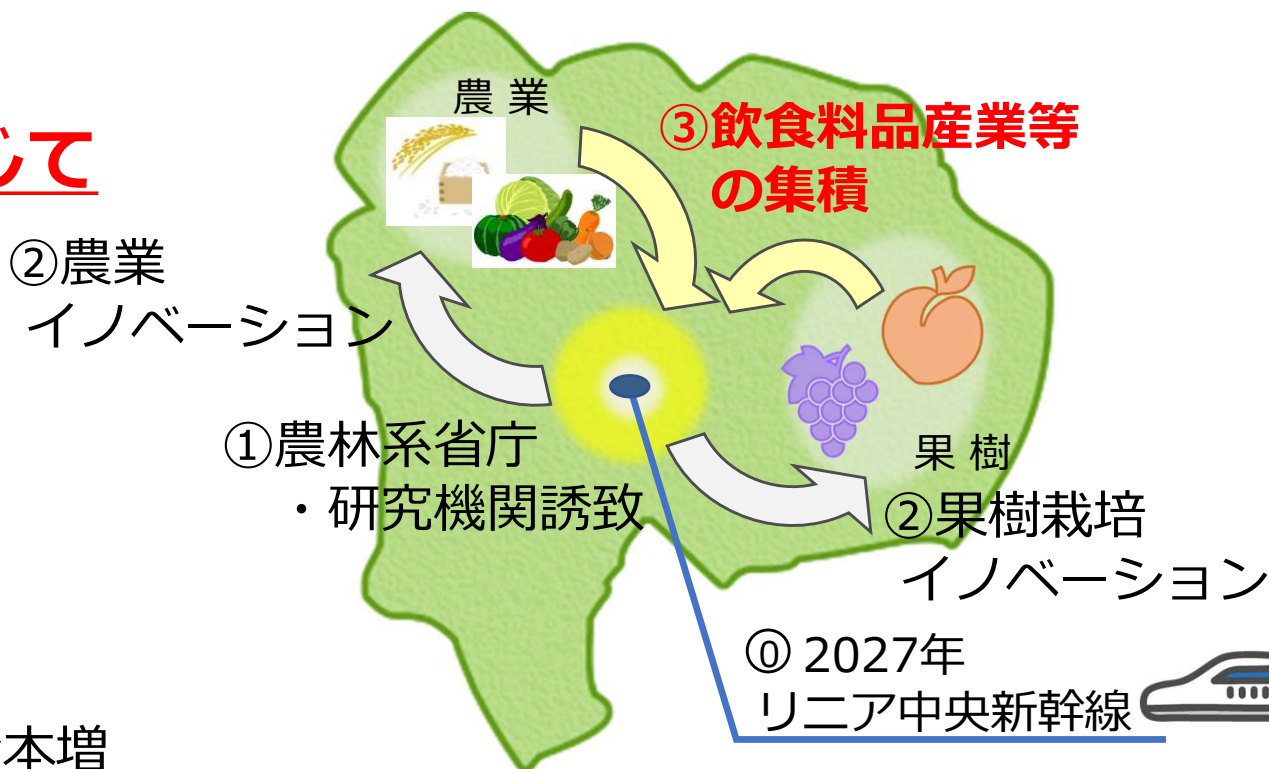 農 業
③飲食料品産業等
の集積
じて
②農業
イノベーション
①農林系省庁
・研究機関誘致
果 樹
②果樹栽培
イノベーション
⓪ 2027年
リニア中央新幹線
本増